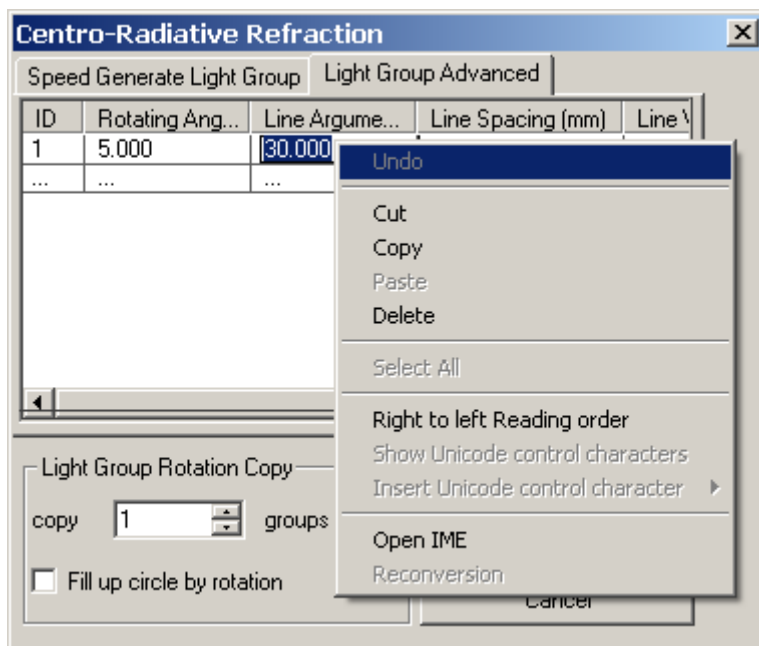 Centro-Radiative Refraction
Speed Generate Light Group Light Group Advanced
ID Rotating Ang... Line Argume... Line Spacing (mm) Line
1 5.000 30.000
... ... ...
Undo
Cut
Copy
Paste
Delete
Select All
Right to left Reading order
Show Unicode control characters
Insert Unicode control character
Open IME
Reconversion
Light Group Rotation Copy
copy 1 groups
Fill up circle by rotation
Cancel